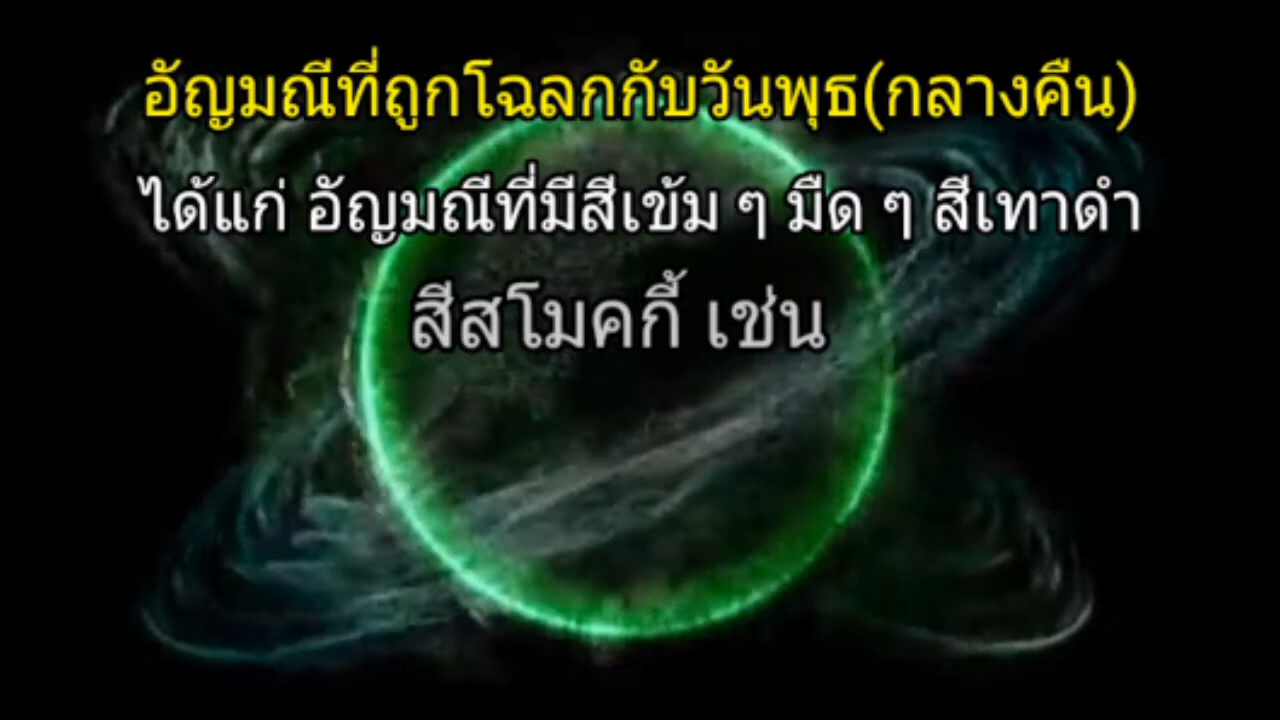 อัญมณีที่ถูกโฉลกกับวันพุธ(กลางคืน)
ได้แก่ อัญมณีที่มีสีเข้ม ๆ มืด ๆ สีเทาดำ
สีสโมคกี้ เช่น